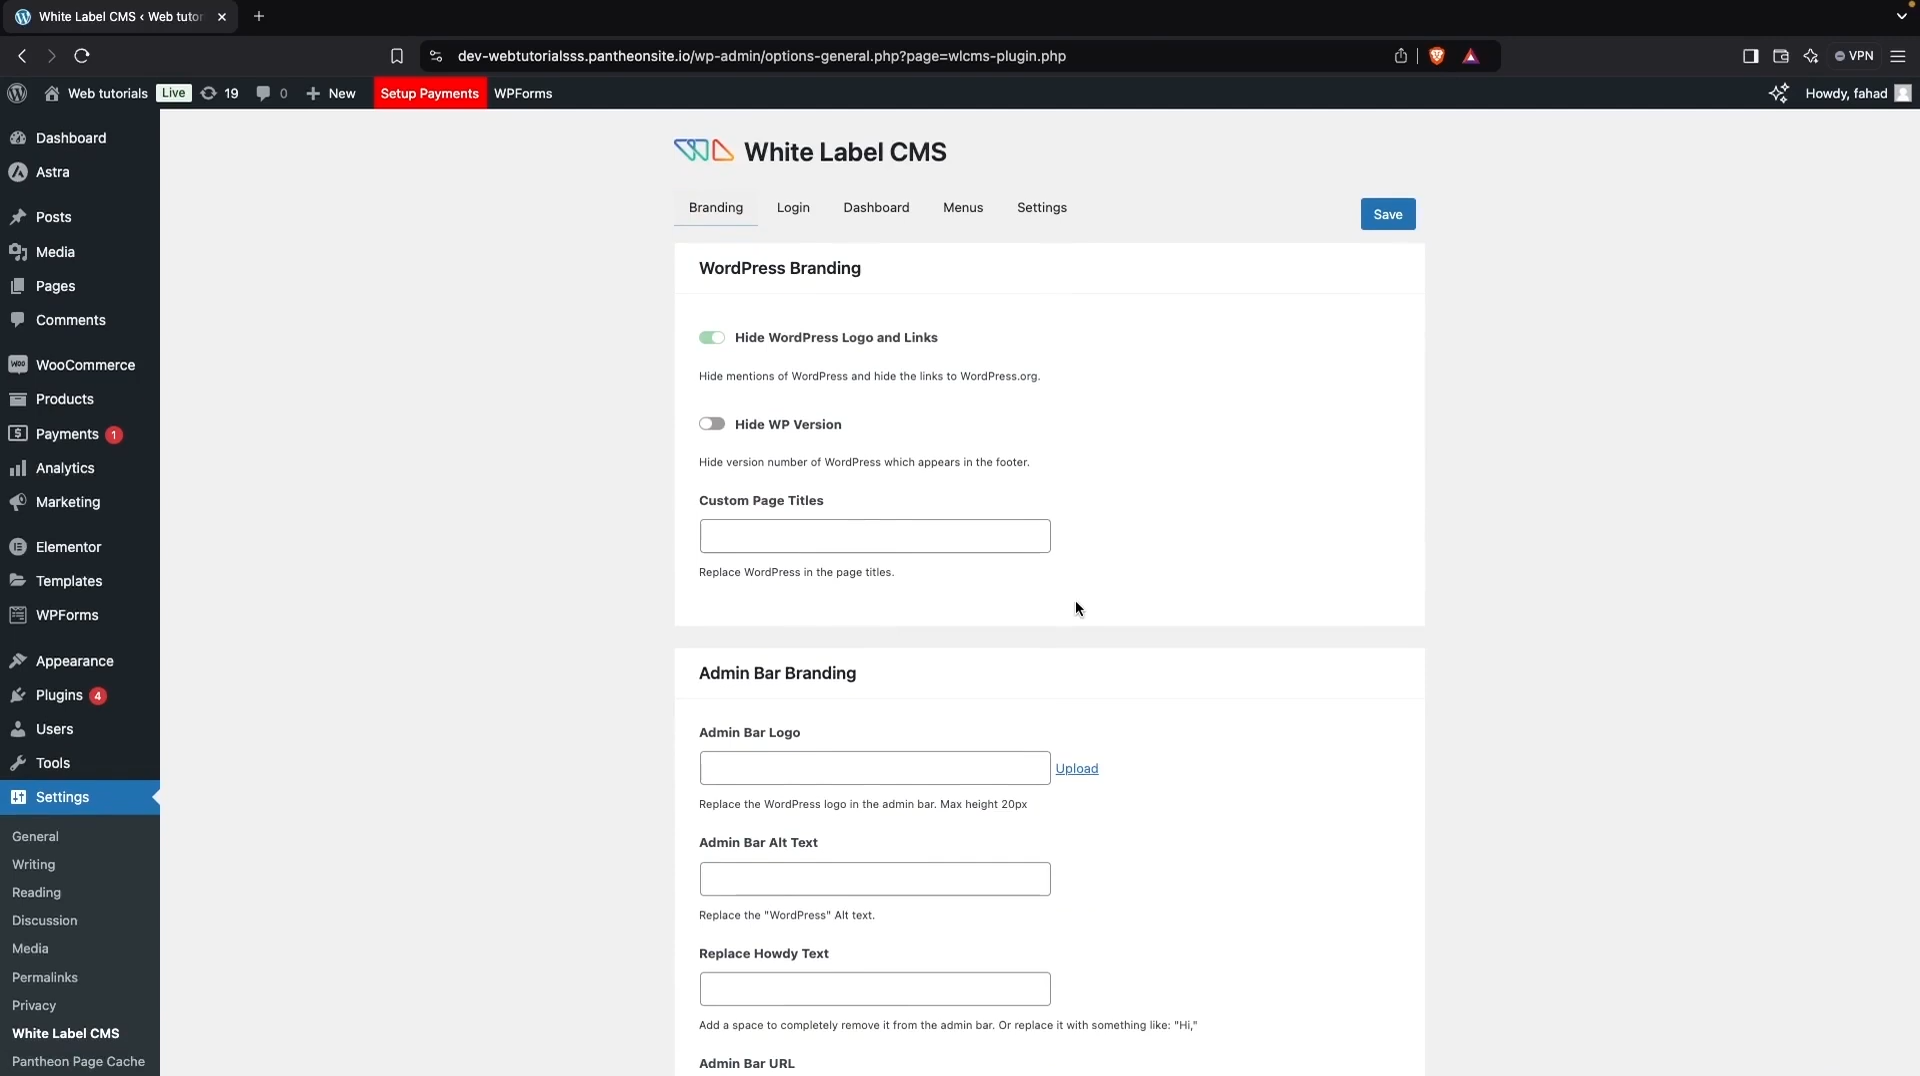 White Label CMS ‹ Web tutor
dev-webtutorialsss.pantheonsite.io/wp-admin/options-general.php?page=wlcms-plugin.php
VPN
Web tutorials Live 19 0 New Setup Payments WPForms
Howdy, fahad
Dashboard
Astra
Posts
Media
Pages
Comments
WooCommerce
Products
Payments 1
Analytics
Marketing
Elementor
Templates
WPForms
Appearance
Plugins 4
Users
Tools
Settings
General
Writing
Reading
Discussion
Media
Permalinks
Privacy
White Label CMS
Pantheon Page Cache
White Label CMS
Branding Login Dashboard Menus Settings
Save
WordPress Branding
Hide WordPress Logo and Links
Hide mentions of WordPress and hide the links to WordPress.org.
Hide WP Version
Hide version number of WordPress which appears in the footer.
Custom Page Titles
Replace WordPress in the page titles.
Admin Bar Branding
Admin Bar Logo
Upload
Replace the WordPress logo in the admin bar. Max height 20px
Admin Bar Alt Text
Replace the "WordPress" Alt text.
Replace Howdy Text
Add a space to completely remove it from the admin bar. Or replace it with something like: "Hi,"
Admin Bar URL